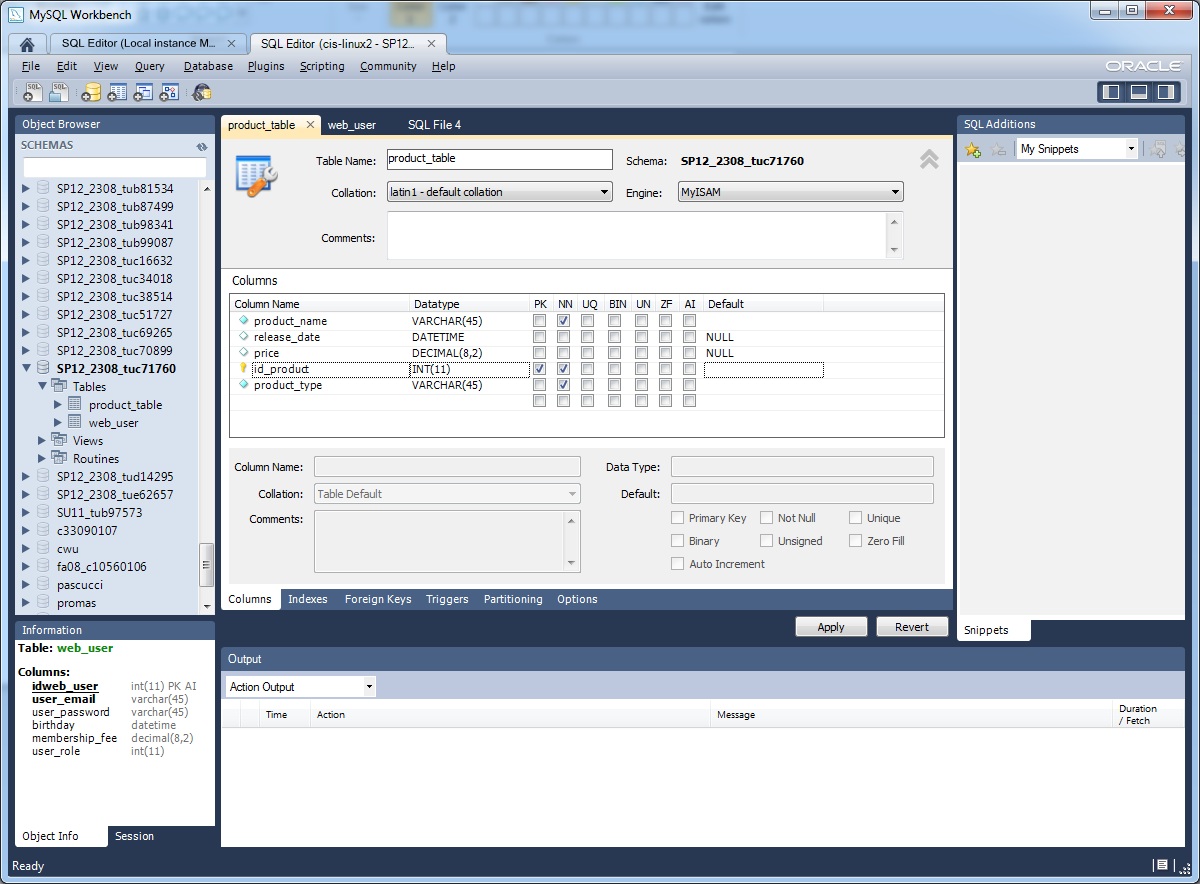 MySQL Workbench
SQL Editor (Local instance M...
SQL Editor (cis-linux2 - SP12...
File Edit View Query Database Plugins Scripting Community Help
ORACLE
Object Browser
SCHEMAS
SP12_2308_tub81534
SP12_2308_tub87499
SP12_2308_tub98341
SP12_2308_tub99087
SP12_2308_tuc16632
SP12_2308_tuc34018
SP12_2308_tuc38514
SP12_2308_tuc51727
SP12_2308_tuc69265
SP12_2308_tuc70899
SP12_2308_tuc71760
Tables
product_table
web_user
Views
Routines
SP12_2308_tud14295
SP12_2308_tue62657
SU11_tub97573
c33090107
cwu
fa08_c10560106
pascucci
promas
Information
Table: web_user
Columns:
idweb_user int(11) PK AI
user_email varchar(45)
user_password varchar(45)
birthday datetime
membership_fee decimal(8,2)
user_role int(11)
Object Info Session
Ready
product_table web_user SQL File 4
Table Name: product_table Schema: SP12_2308_tuc71760
Collation: latin1 - default collation Engine: MyISAM
Comments:
Columns
Column Name Datatype PK NN UQ BIN UN ZF AI Default
product_name VARCHAR(45)
release_date DATETIME NULL
price DECIMAL(8,2) NULL
id_product INT(11)
product_type VARCHAR(45)
Column Name: Data Type:
Collation: Table Default Default:
Comments: Primary Key Not Null Unique
Binary Unsigned Zero Fill
Auto Increment
Columns Indexes Foreign Keys Triggers Partitioning Options
Apply Revert
Output
Action Output
Time Action Message Duration / Fetch
SQL Additions
My Snippets
Snippets